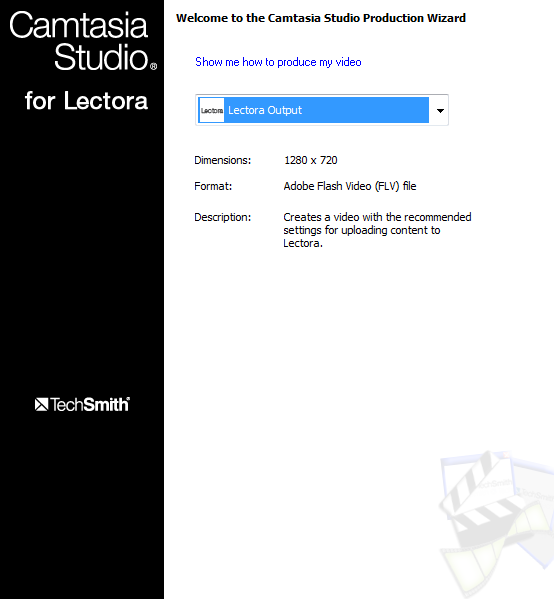 Camtasia
Studio®
for Lectora
TechSmith®
Welcome to the Camtasia Studio Production Wizard
Show me how to produce my video
Lectora Lectora Output
Dimensions: 1280 x 720
Format: Adobe Flash Video (FLV) file
Description: Creates a video with the recommended
settings for uploading content to
Lectora.
TechSmith
TechSmith